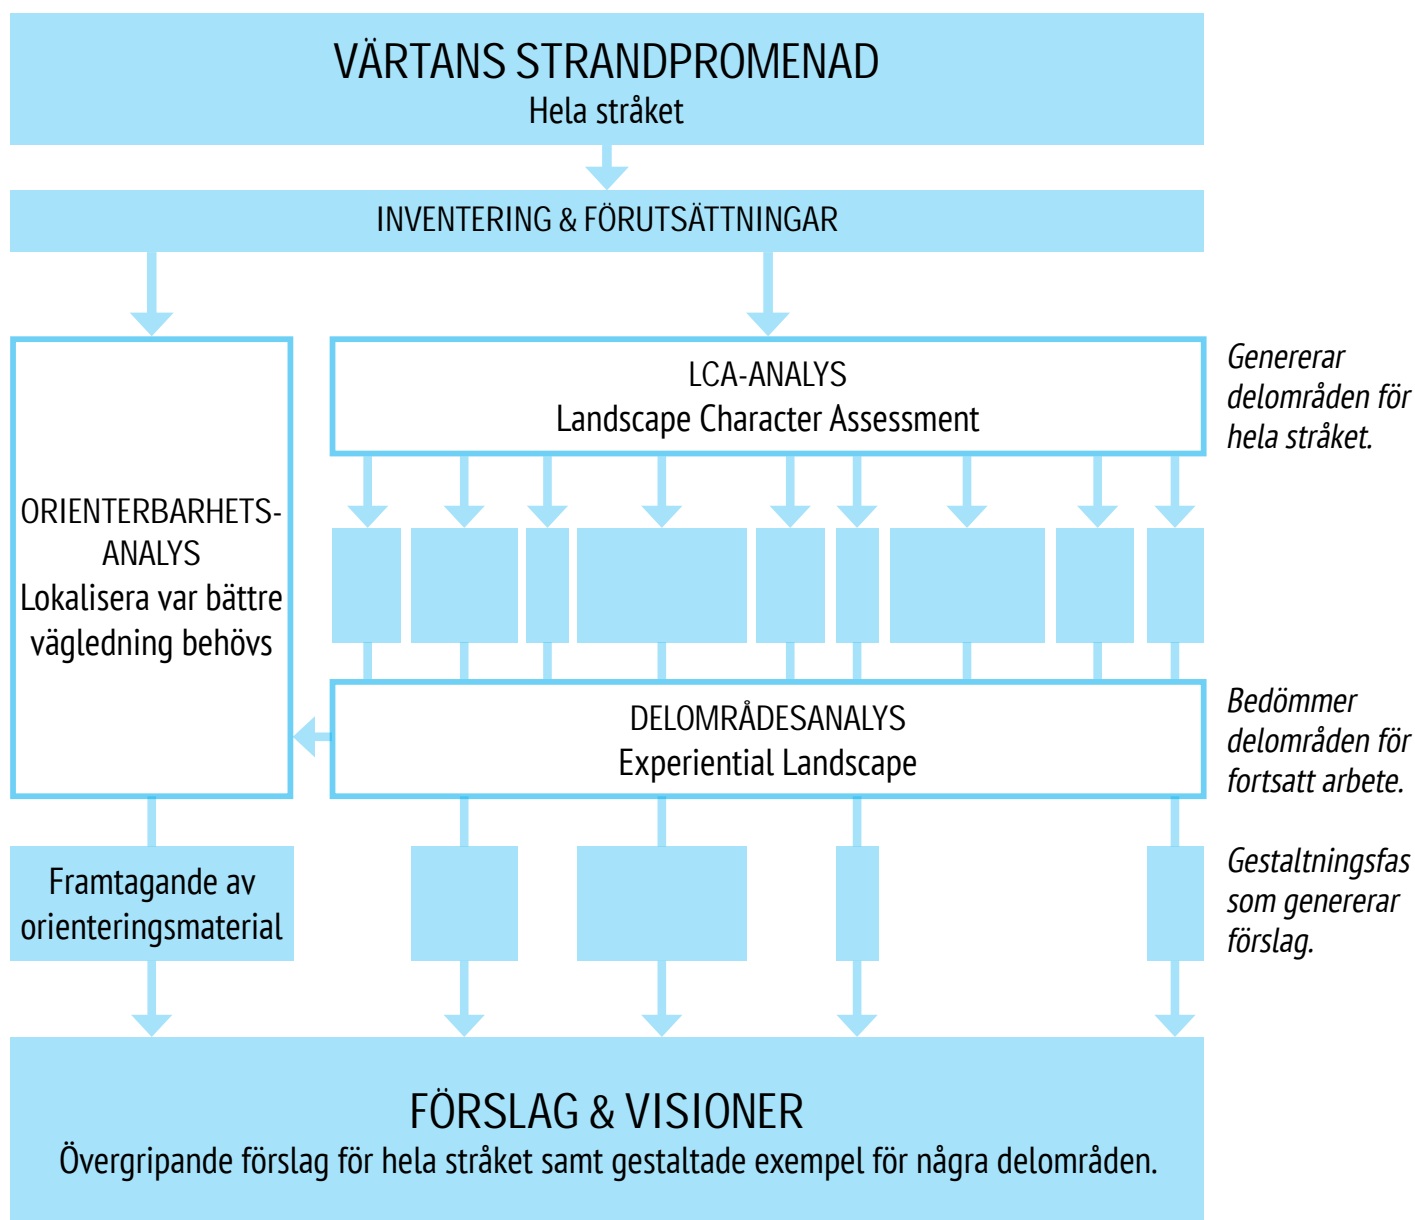 VÄRTANS STRANDPROMENAD
Hela stråket
INVENTERING & FÖRUTSÄTTNINGAR
LCA-ANALYS
Landscape Character Assessment
Genererar
delområden för
hela stråket.
ORIENTERBARHETS-
ANALYS
Lokalisera var bättre
vägledning behövs
DELOMRÅDESANALYS
Experiential Landscape
Bedömmer
delområden för
fortsatt arbete.
Framtagande av
orienteringsmaterial
Gestaltningsfas
som genererar
förslag.
FÖRSLAG & VISIONER
Övergripande förslag för hela stråket samt gestaltade exempel för några delområden.